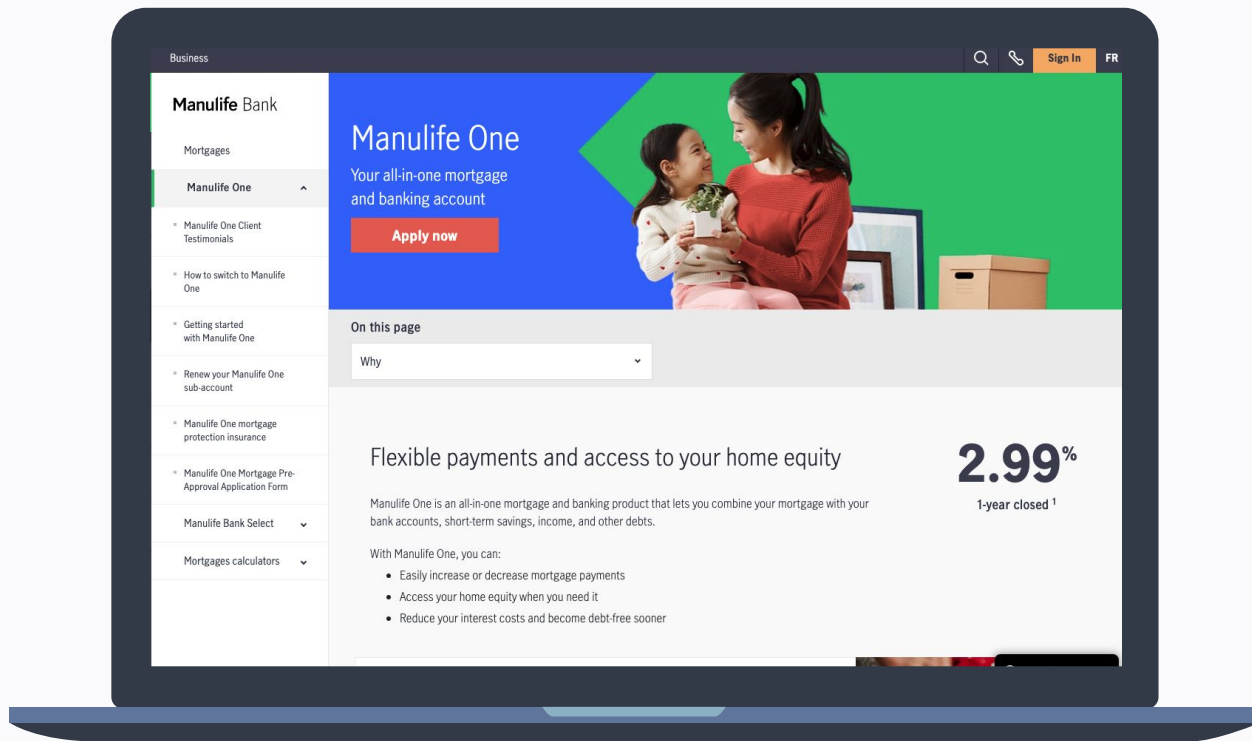 Business
Sign In
FR
Manulife Bank
Mortgages
Manulife One
Manulife One Client
Testimonials
How to switch to Manulife
One
Getting started
with Manulife One
Renew your Manulife One
sub-account
Manulife One mortgage
protection insurance
Manulife One Mortgage Pre-
Approval Application Form
Manulife Bank Select
Mortgages calculators
Manulife One
Your all-in-one mortgage
and banking account
Apply now
On this page
Why
Flexible payments and access to your home equity
Manulife One is an all-in-one mortgage and banking product that lets you combine your mortgage with your
bank accounts, short-term savings, income, and other debts.
With Manulife One, you can:
• Easily increase or decrease mortgage payments
• Access your home equity when you need it
• Reduce your interest costs and become debt-free sooner
2.99%
1-year closed 1